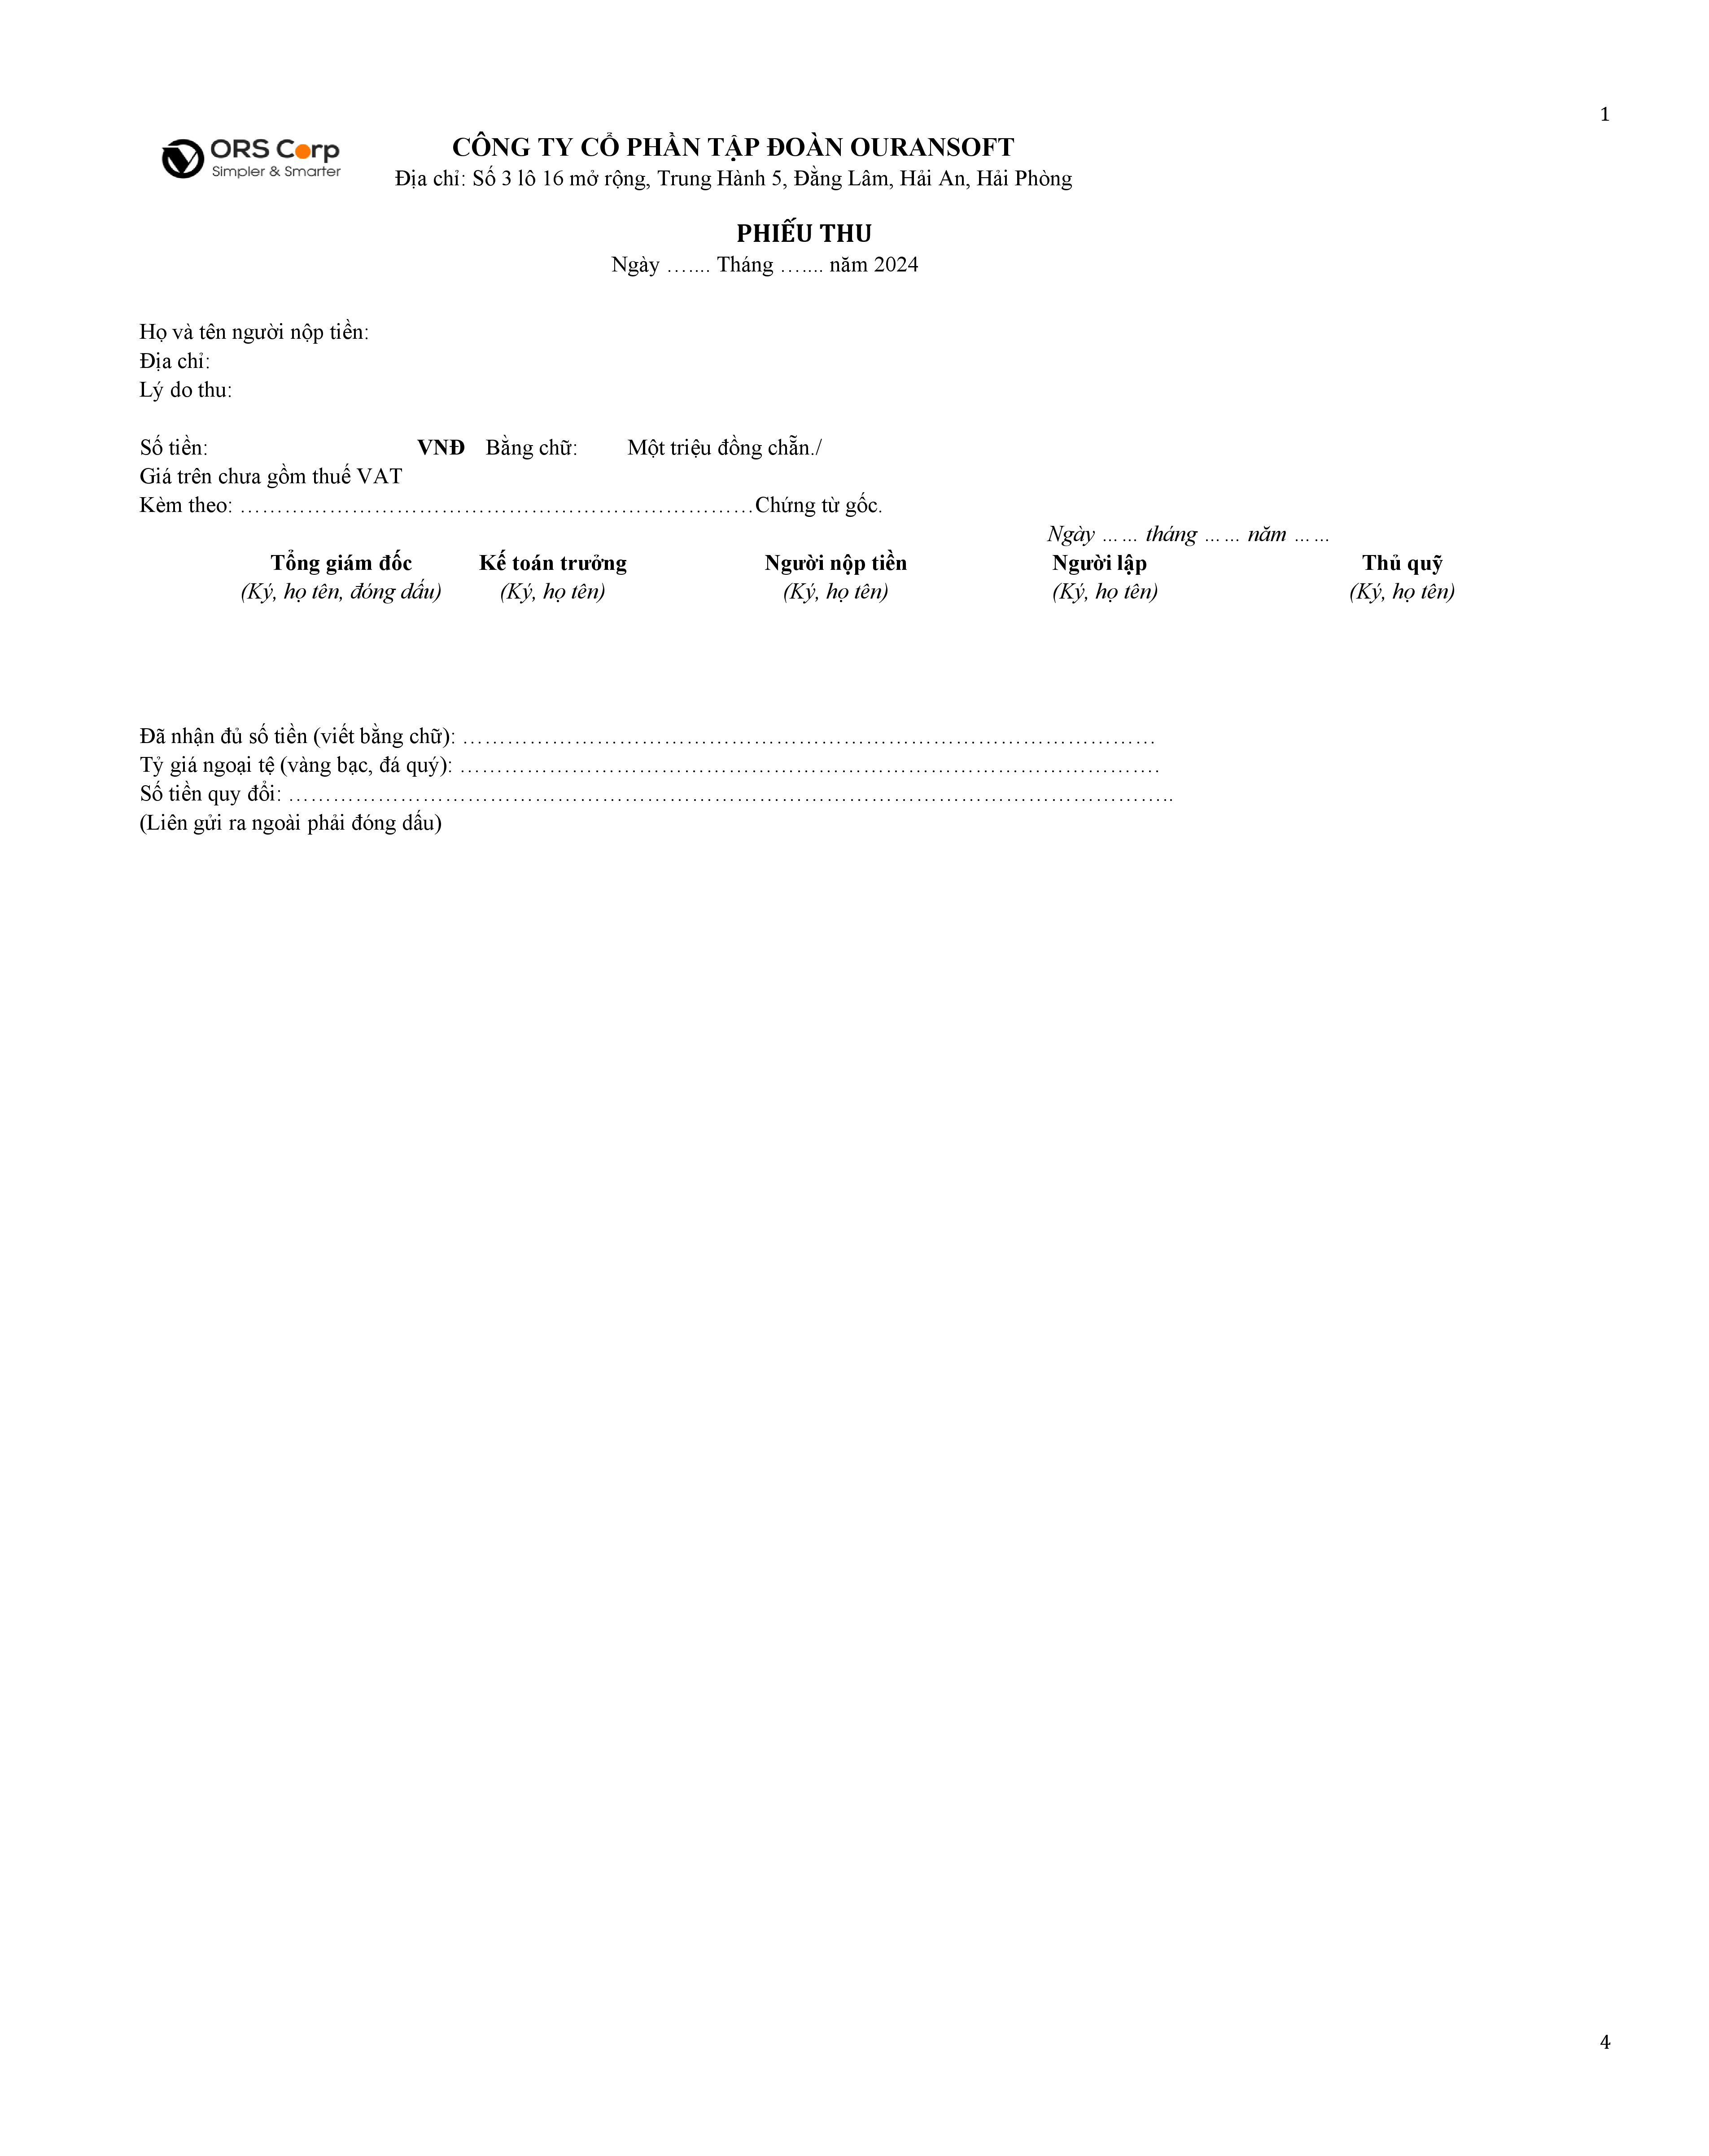 1
ORS Corp
Simpler & Smarter
CÔNG TY CỔ PHẦN TẬP ĐOÀN OURANSOFT
Địa chỉ: Số 3 lô 16 mở rộng, Trung Hành 5, Đằng Lâm, Hải An, Hải Phòng
PHIẾU THU
Ngày ….... Tháng ….... năm 2024
Họ và tên người nộp tiền:
Địa chỉ:
Lý do thu:
Số tiền: VNĐ Bằng chữ: Một triệu đồng chẵn./
Giá trên chưa gồm thuế VAT
Kèm theo: ……………………………………………………………Chứng từ gốc.
Ngày …… tháng …… năm ……
Tổng giám đốc Kế toán trưởng Người nộp tiền Người lập Thủ quỹ
(Ký, họ tên, đóng dấu) (Ký, họ tên) (Ký, họ tên) (Ký, họ tên) (Ký, họ tên)
Đã nhận đủ số tiền (viết bằng chữ): …………………………………………………………………………………
Tỷ giá ngoại tệ (vàng bạc, đá quý): ………………………………………………………………………………….
Số tiền quy đổi: ………………………………………………………………………………………………………..
(Liên gửi ra ngoài phải đóng dấu)
4